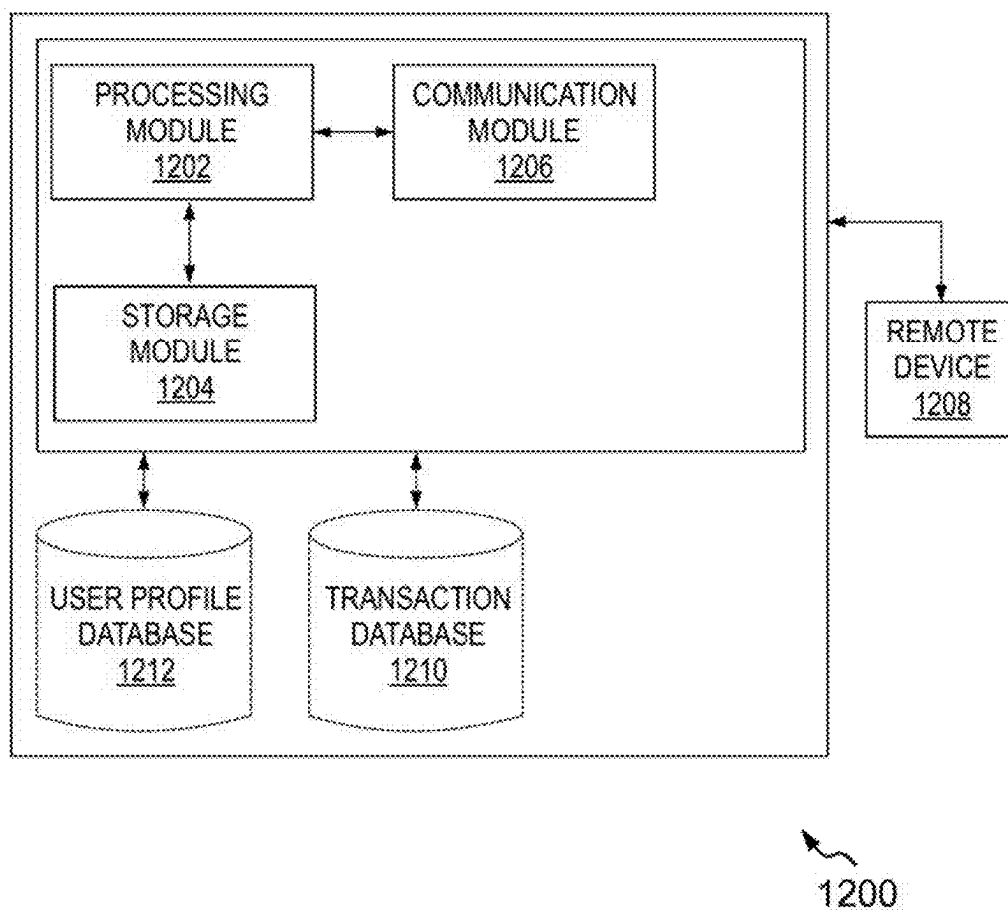 PROCESSING
MODULE
1202
COMMUNICATION
MODULE
1206
STORAGE
MODULE
1204
REMOTE
DEVICE
1208
USER PROFILE
DATABASE
1212
TRANSACTION
DATABASE
1210
1200